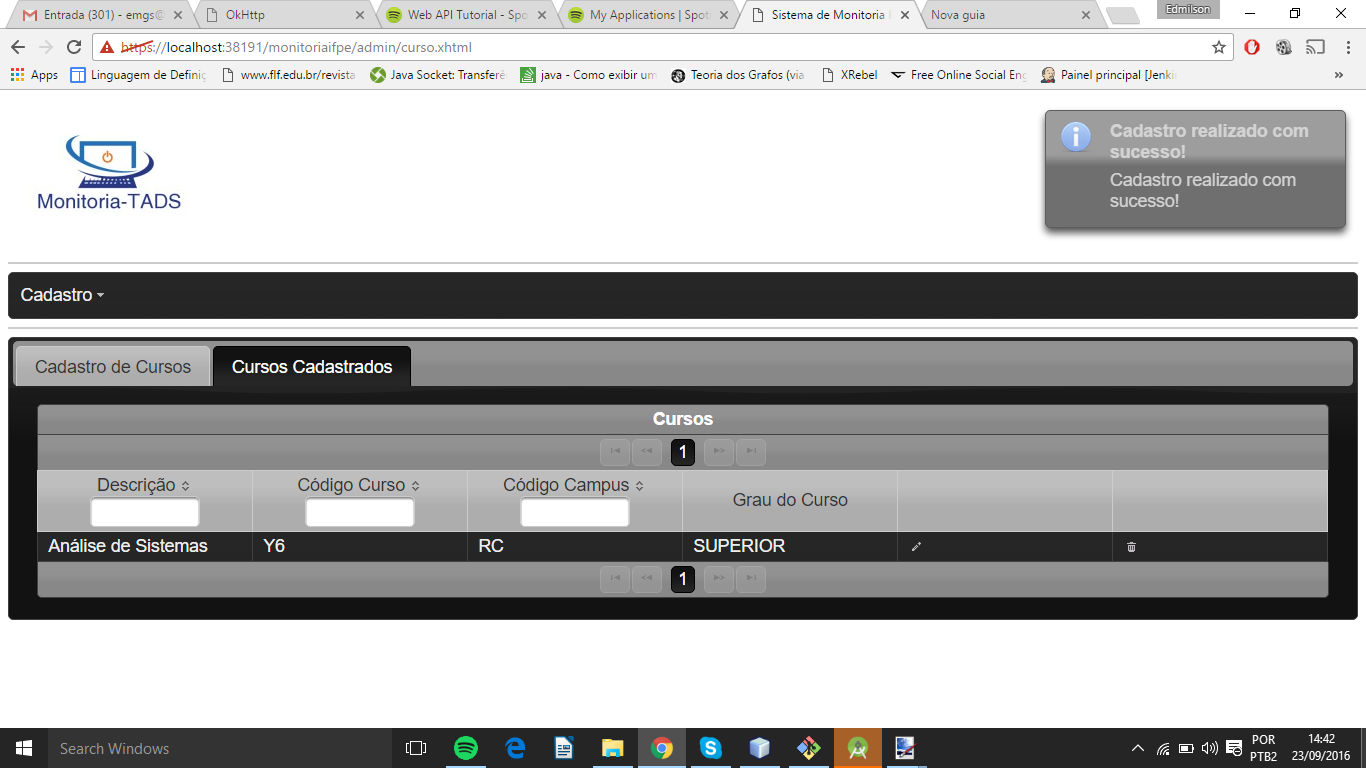 Entrada (301) - emgs@
OkHttp
Web API Tutorial - Spo
My Applications | Spoti
Sistema de Monitoria
Nova guia
Edmilson
https://localhost:38191/monitoriaifpe/admin/curso.xhtml
Apps
Linguagem de Definiç
www.flf.edu.br/revista
Java Socket: Transferê
java - Como exibir um
Teoria dos Grafos (via
XRebel
Free Online Social Eng
Painel principal [Jenki
Monitoria-TADS
Cadastro realizado com
sucesso!
Cadastro realizado com
sucesso!
Cadastro
Cadastro de Cursos
Cursos Cadastrados
Cursos
1
Descrição
Código Curso
Código Campus
Grau do Curso
Análise de Sistemas
Y6
RC
SUPERIOR
1
Search Windows
POR
PTB2
14:42
23/09/2016